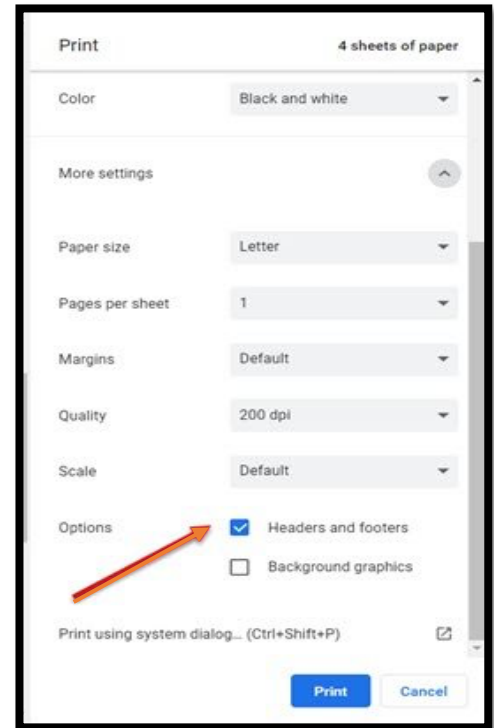 Print 4 sheets of paper
Color Black and white
More settings
Paper size Letter
Pages per sheet 1
Margins Default
Quality 200 dpi
Scale Default
Options Headers and footers
Background graphics
Print using system dialog... (Ctrl+Shift+P)
Print Cancel